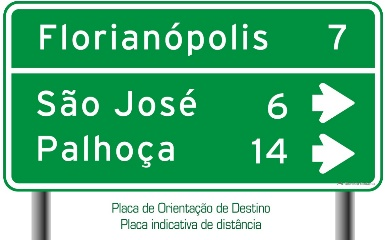 Florianópolis 7
São José 6
Palhoça 14
Placa de Orientação de Destino
Placa indicativa de distância